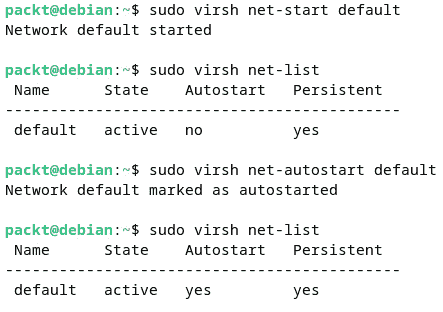 packt@debian:~$ sudo virsh net-start default
Network default started
packt@debian:~$ sudo virsh net-list
Name State Autostart Persistent
--------------------------------------------
default active no yes
packt@debian:~$ sudo virsh net-autostart default
Network default marked as autostarted
packt@debian:~$ sudo virsh net-list
Name State Autostart Persistent
--------------------------------------------
default active yes yes